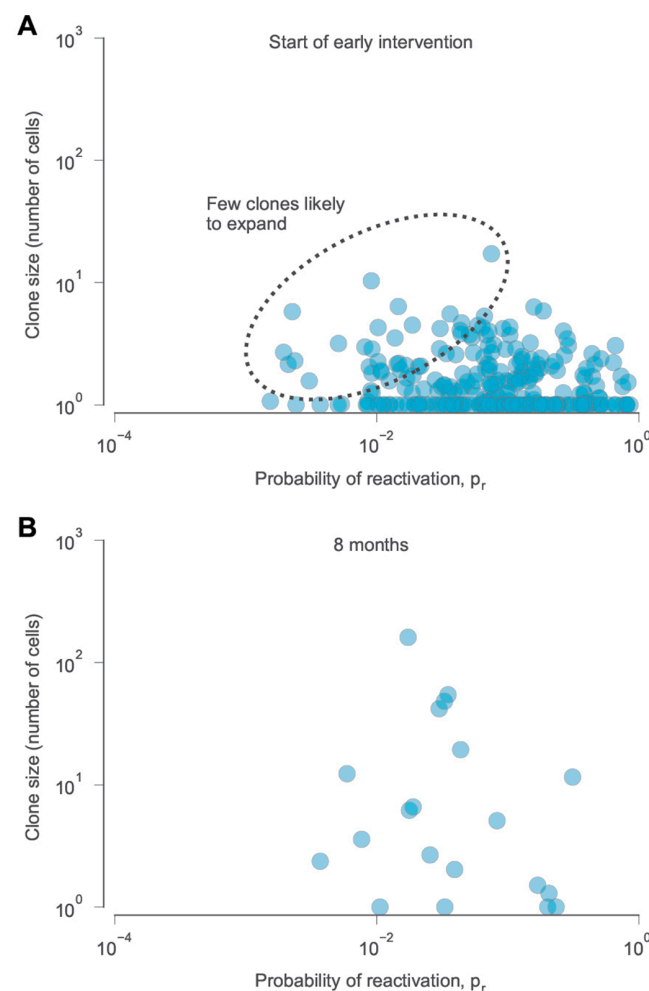 A
Start of early intervention
10³
10²
10¹
10⁰
Clone size (number of cells)
Few clones likely
to expand
10⁻⁴
10⁻²
10⁰
Probability of reactivation, pᵣ
B
8 months
10³
10²
10¹
10⁰
Clone size (number of cells)
10⁻⁴
10⁻²
10⁰
Probability of reactivation, pᵣ